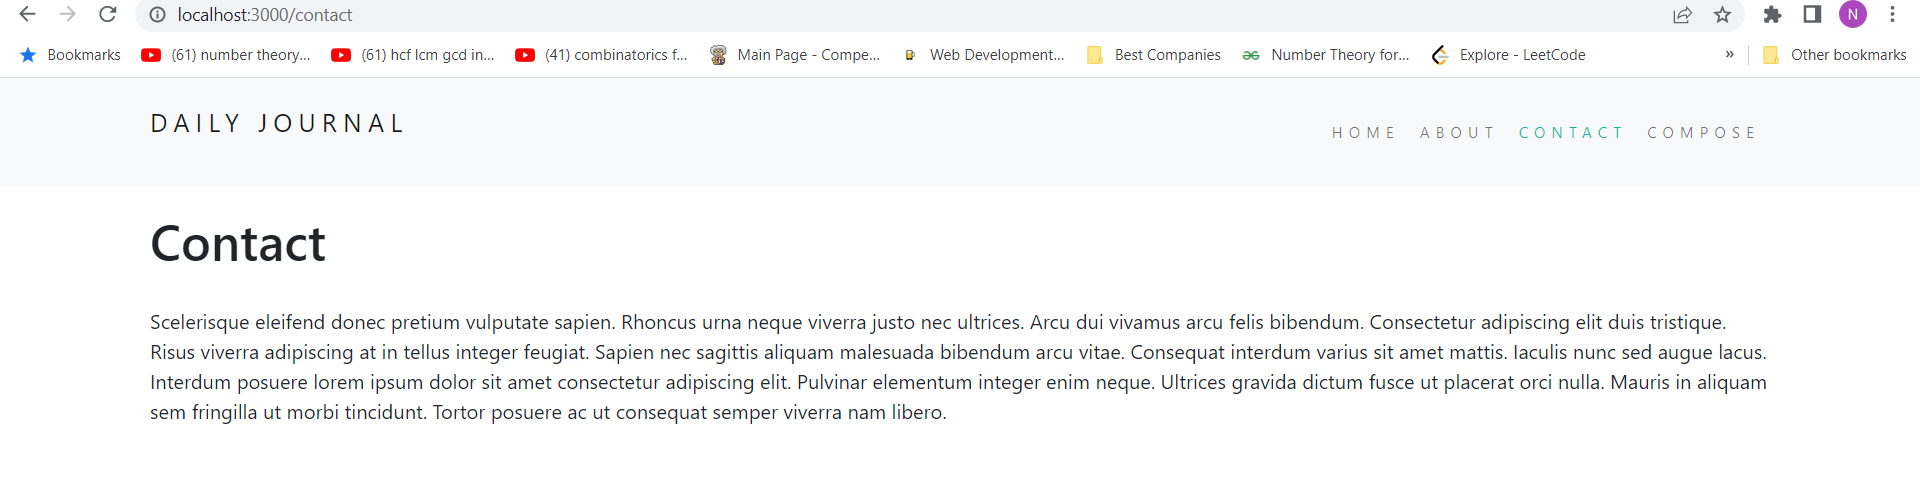 localhost:3000/contact
N
Bookmarks (61) number theory... (61) hcf lcm gcd in... (41) combinatorics f... Main Page - Compe... Web Development... Best Companies Number Theory for... Explore - LeetCode » Other bookmarks
DAILY JOURNAL
HOME ABOUT CONTACT COMPOSE
Contact
Scelerisque eleifend donec pretium vulputate sapien. Rhoncus urna neque viverra justo nec ultrices. Arcu dui vivamus arcu felis bibendum. Consectetur adipiscing elit duis tristique.
Risus viverra adipiscing at in tellus integer feugiat. Sapien nec sagittis aliquam malesuada bibendum arcu vitae. Consequat interdum varius sit amet mattis. Iaculis nunc sed augue lacus.
Interdum posuere lorem ipsum dolor sit amet consectetur adipiscing elit. Pulvinar elementum integer enim neque. Ultrices gravida dictum fusce ut placerat orci nulla. Mauris in aliquam
sem fringilla ut morbi tincidunt. Tortor posuere ac ut consequat semper viverra nam libero.